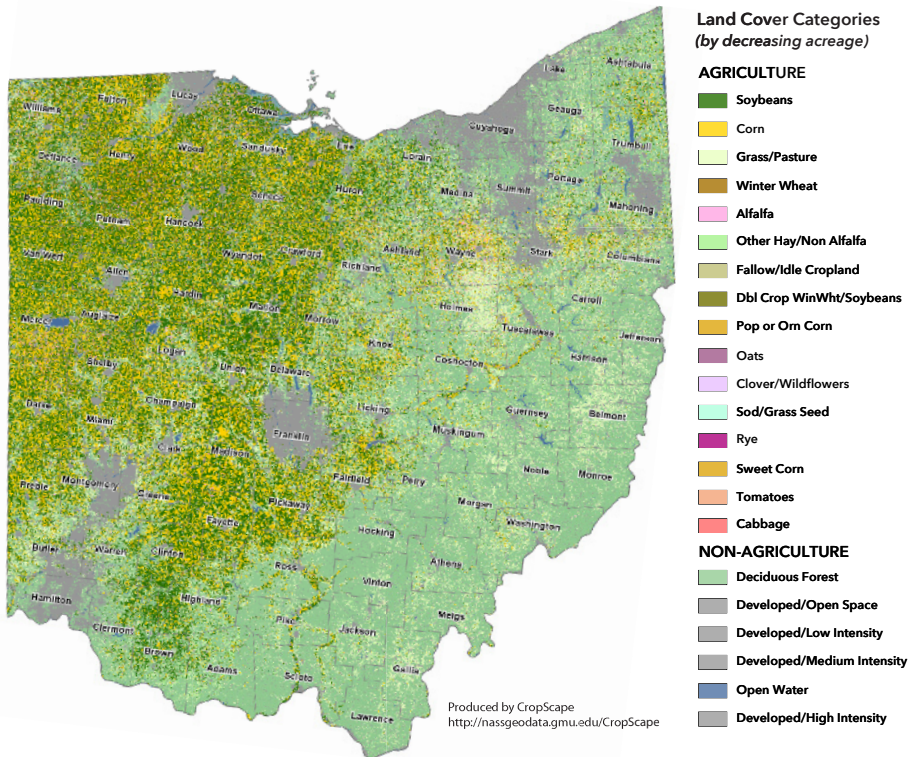 Land Cover Categories
(by decreasing acreage)
AGRICULTURE
Soybeans
Corn
Grass/Pasture
Winter Wheat
Alfalfa
Other Hay/Non Alfalfa
Fallow/Idle Cropland
Dbl Crop WinWht/Soybeans
Pop or Orn Corn
Oats
Clover/Wildflowers
Sod/Grass Seed
Rye
Sweet Corn
Tomatoes
Cabbage
NON-AGRICULTURE
Deciduous Forest
Developed/Open Space
Developed/Low Intensity
Developed/Medium Intensity
Open Water
Developed/High Intensity
Lake
Ashtabula
Geauga
Cuyahoga
Trumbull
Williams
Fulton
Lucas
Ottawa
Defiance
Henry
Wood
Sandusky
Erie
Lorain
Medina
Summit
Portage
Mahoning
Paulding
Putnam
Hancock
Seneca
Huron
Van Wert
Allen
Wyandot
Crawford
Richland
Ashland
Wayne
Stark
Columbiana
Mercer
Auglaize
Hardin
Marion
Morrow
Holmes
Tuscarawas
Carroll
Jefferson
Shelby
Logan
Union
Delaware
Knox
Coshocton
Harrison
Darke
Miami
Champaign
Clark
Madison
Franklin
Licking
Muskingum
Guernsey
Belmont
Preble
Montgomery
Greene
Fayette
Pickaway
Fairfield
Perry
Morgan
Noble
Monroe
Washington
Butler
Warren
Clinton
Ross
Hocking
Vinton
Athens
Meigs
Hamilton
Clermont
Highland
Pike
Jackson
Brown
Adams
Scioto
Gallia
Lawrence
Produced by CropScape
http://nassgeodata.gmu.edu/CropScape